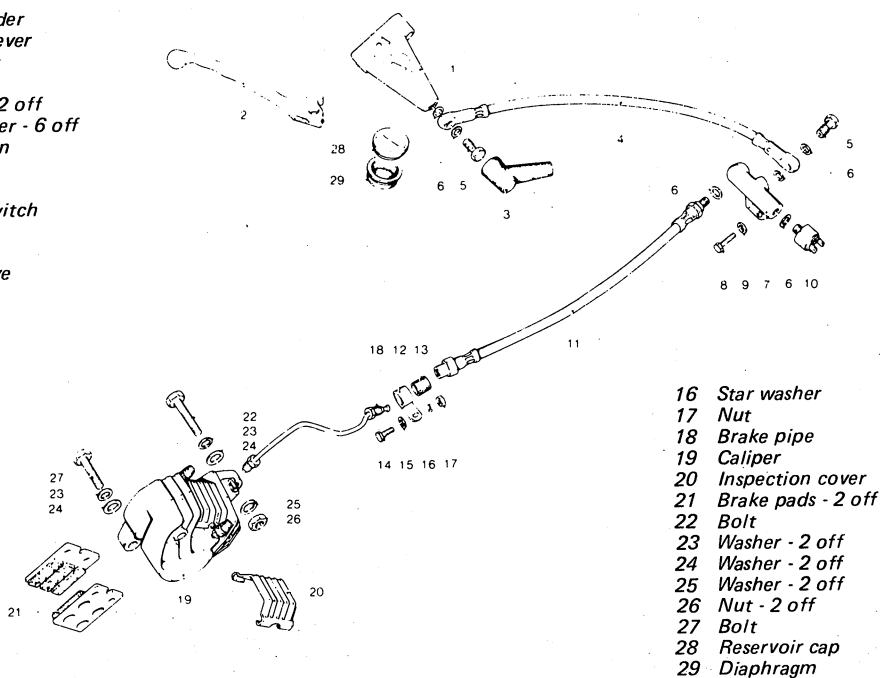 der
ever
2 off
er - 6 off
n
vitch
ve
1
2
28
29
6 5
3
4
5
6
6
8 9 7 6 10
11
18 12 13
14 15 16 17
22
23
24
27
23
24
25
26
19
20
21
16 Star washer
17 Nut
18 Brake pipe
19 Caliper
20 Inspection cover
21 Brake pads - 2 off
22 Bolt
23 Washer - 2 off
24 Washer - 2 off
25 Washer - 2 off
26 Nut - 2 off
27 Bolt
28 Reservoir cap
29 Diaphragm